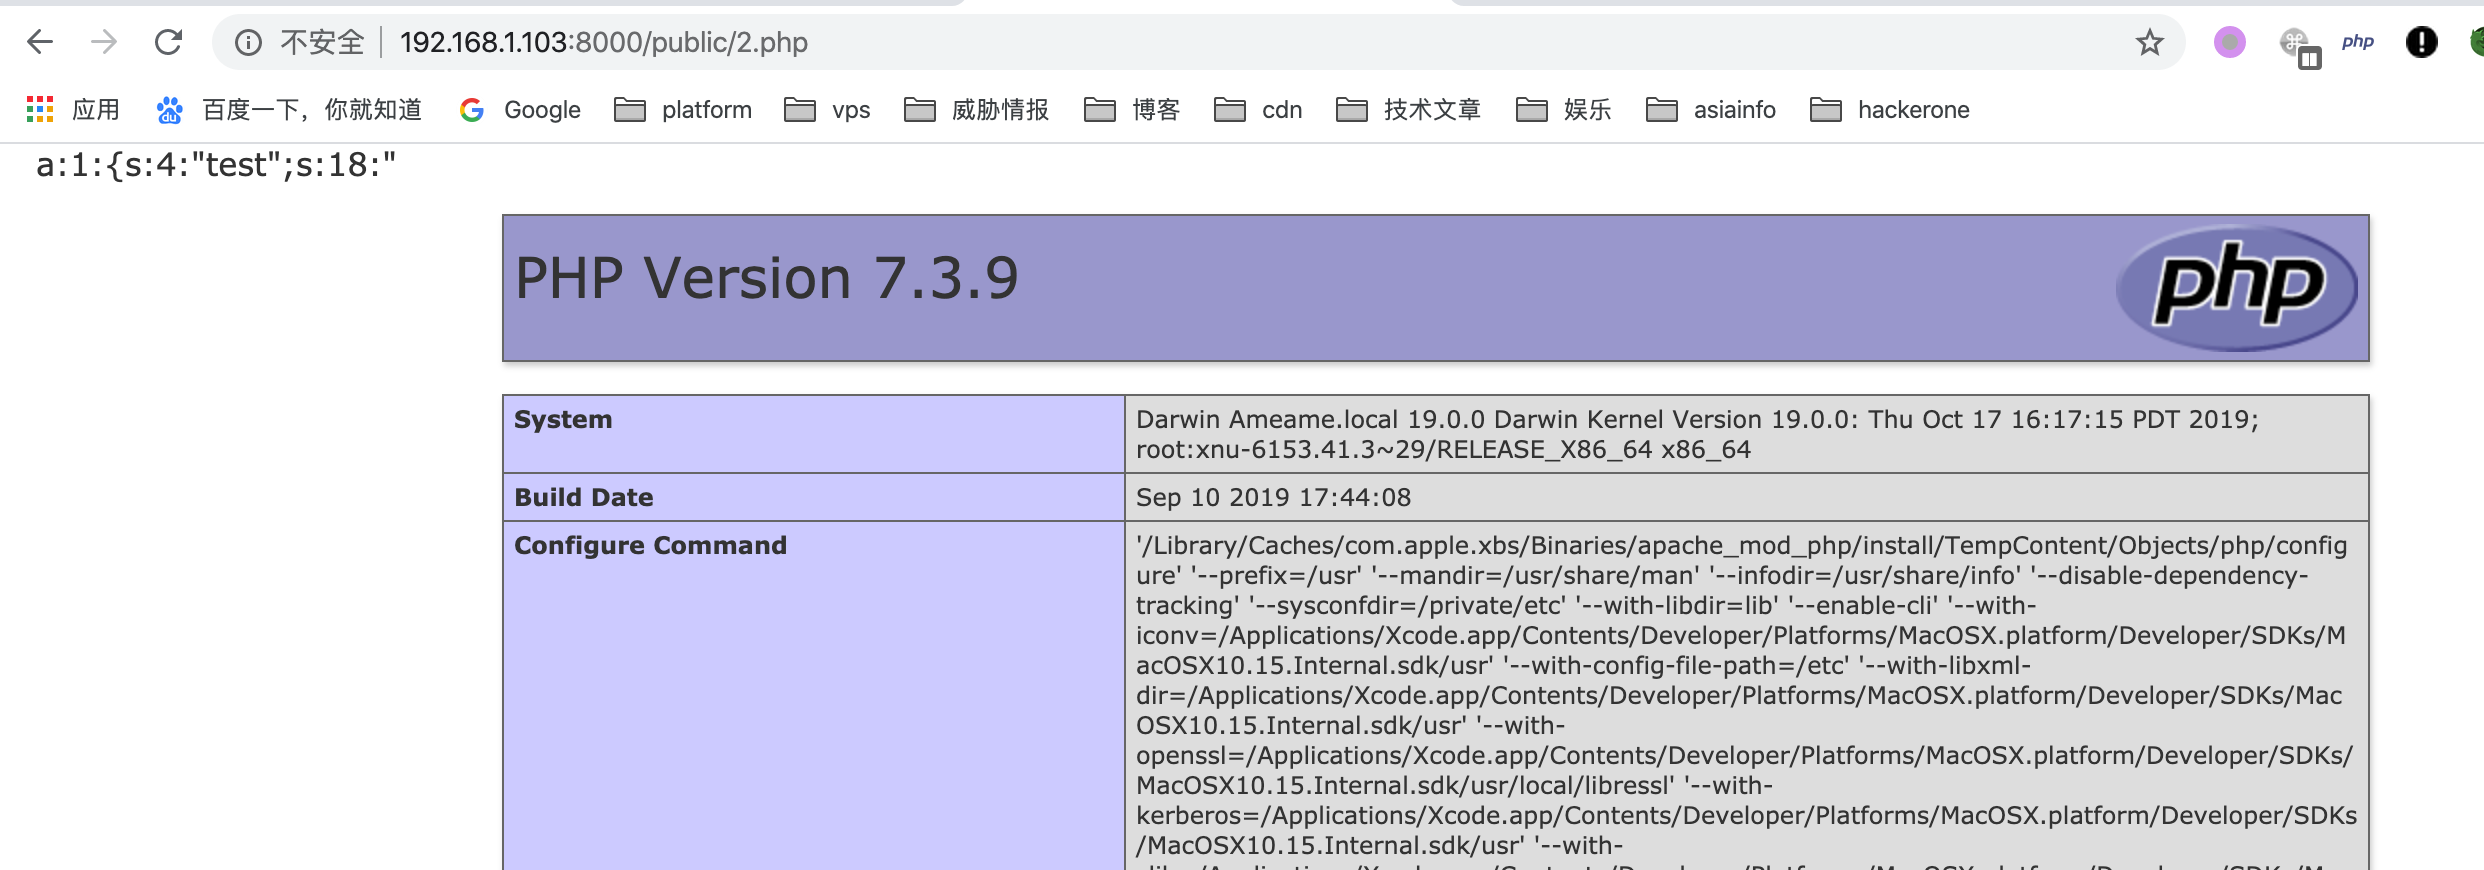 不安全 192.168.1.103:8000/public/2.php php
应用 百度一下，你就知道 Google platform vps 威胁情报 博客 cdn 技术文章 娱乐 asiainfo hackerone
a:1:{s:4:"test";s:18:"
PHP Version 7.3.9 php
System Darwin Ameame.local 19.0.0 Darwin Kernel Version 19.0.0: Thu Oct 17 16:17:15 PDT 2019;
root:xnu-6153.41.3~29/RELEASE_X86_64 x86_64
Build Date Sep 10 2019 17:44:08
Configure Command '/Library/Caches/com.apple.xbs/Binaries/apache_mod_php/install/TempContent/Objects/php/config
ure' '--prefix=/usr' '--mandir=/usr/share/man' '--infodir=/usr/share/info' '--disable-dependency-
tracking' '--sysconfdir=/private/etc' '--with-libdir=lib' '--enable-cli' '--with-
iconv=/Applications/Xcode.app/Contents/Developer/Platforms/MacOSX.platform/Developer/SDKs/M
acOSX10.15.Internal.sdk/usr' '--with-config-file-path=/etc' '--with-libxml-
dir=/Applications/Xcode.app/Contents/Developer/Platforms/MacOSX.platform/Developer/SDKs/Mac
OSX10.15.Internal.sdk/usr' '--with-
openssl=/Applications/Xcode.app/Contents/Developer/Platforms/MacOSX.platform/Developer/SDKs/
MacOSX10.15.Internal.sdk/usr/local/libressl' '--with-
kerberos=/Applications/Xcode.app/Contents/Developer/Platforms/MacOSX.platform/Developer/SDKs
/MacOSX10.15.Internal.sdk/usr' '--with-